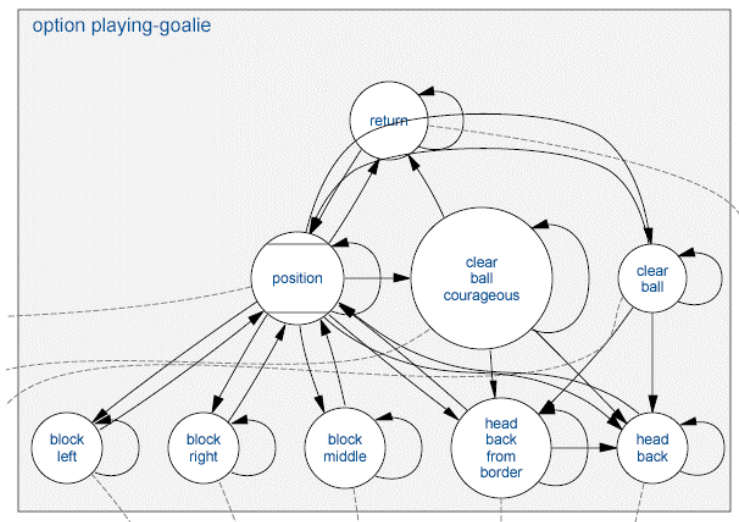 option playing-goalie
return
position
clear
ball
courageous
clear
ball
block
left
block
right
block
middle
head
back
from
border
head
back